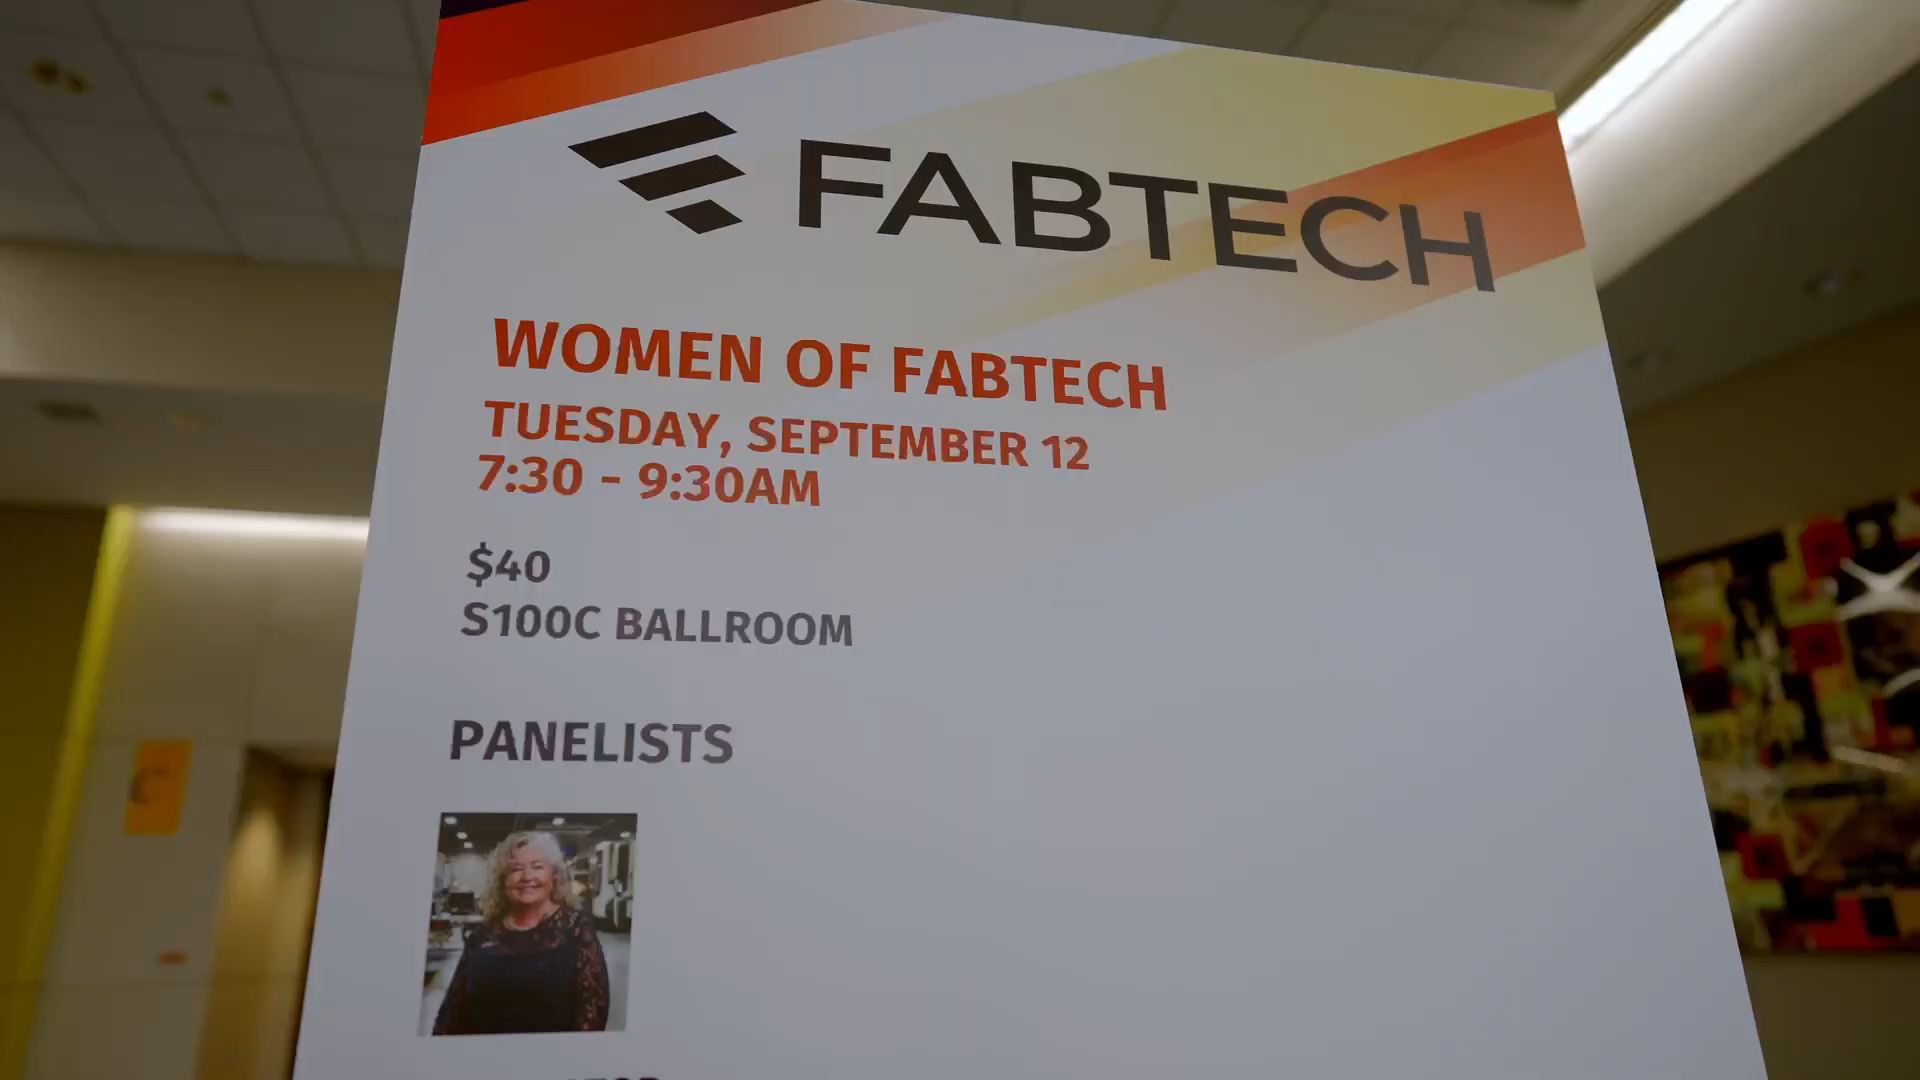 FABTECH
WOMEN OF FABTECH
TUESDAY, SEPTEMBER 12
7:30 - 9:30AM
$40
S100C BALLROOM
PANELISTS